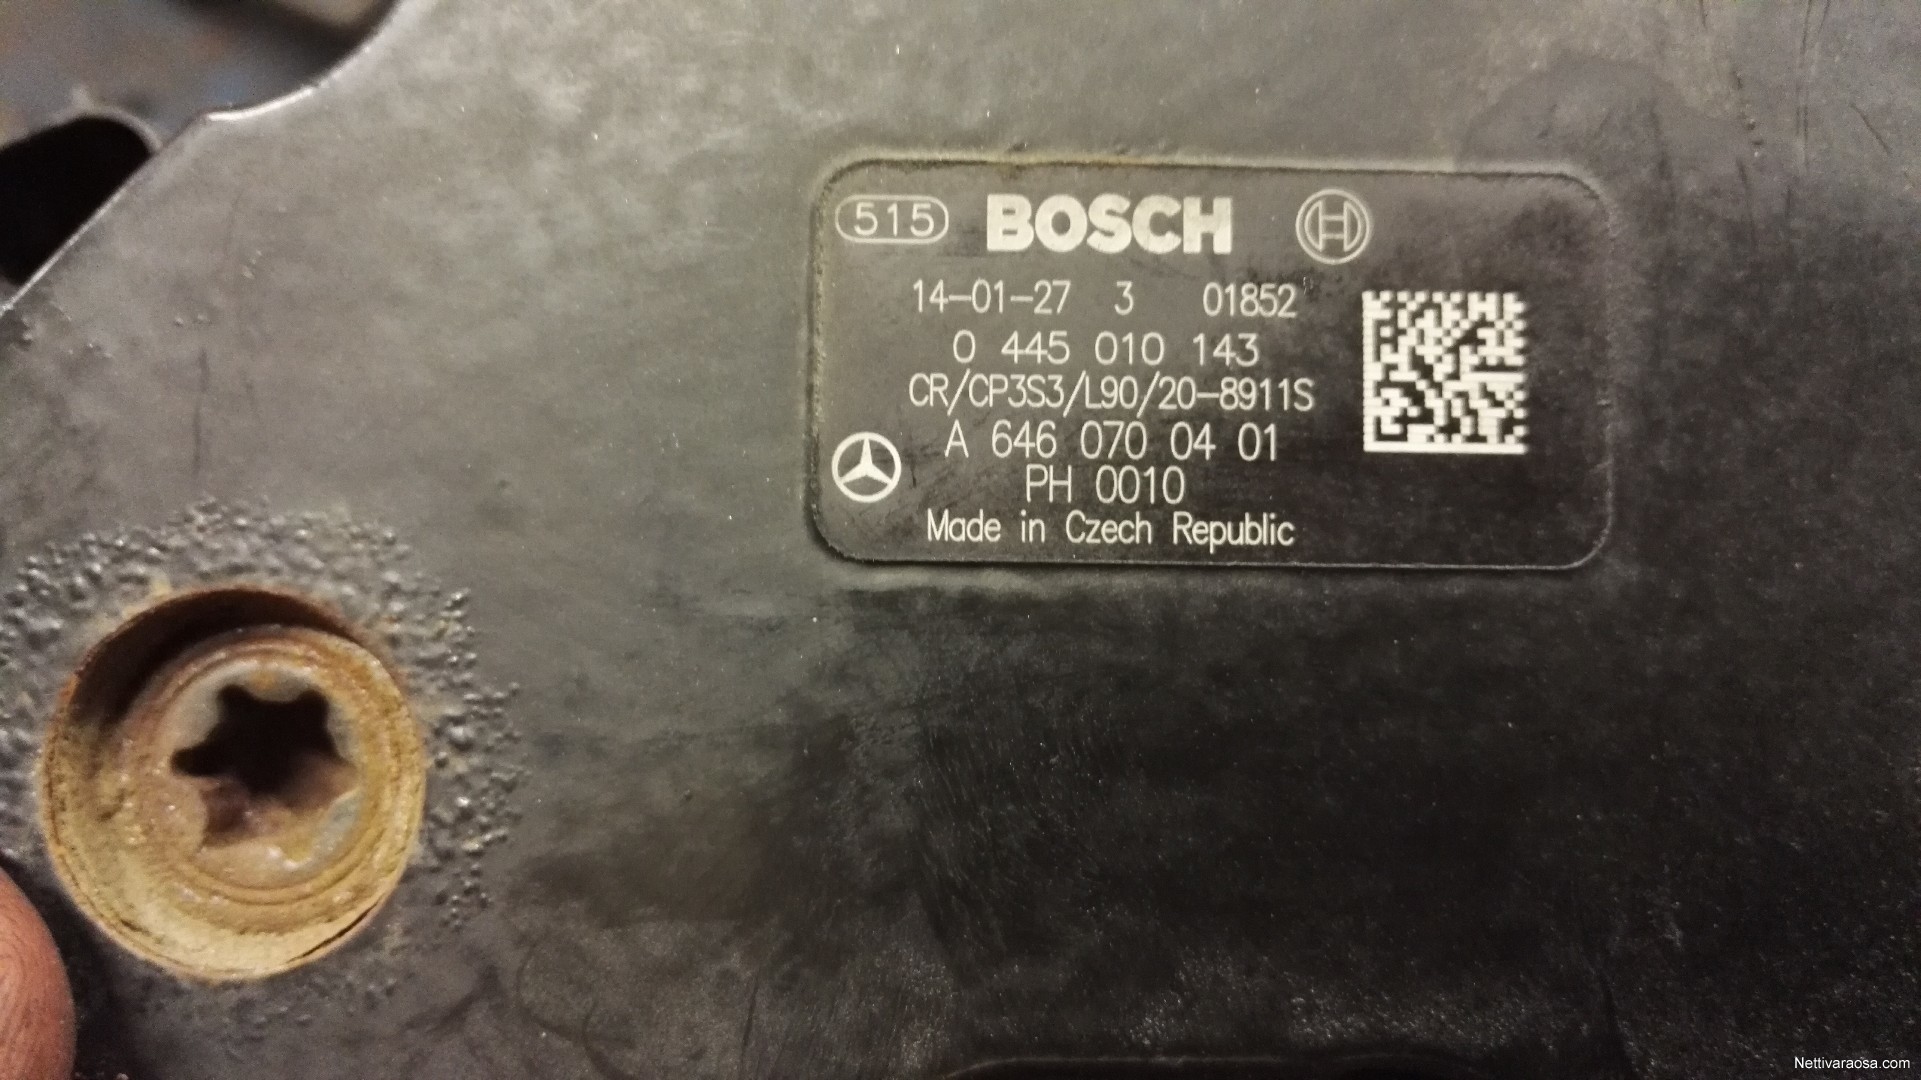 515 BOSCH
14-01-27 3 01852
0 445 010 143
CR/CP3S3/L90/20-8911S
A 646 070 04 01
PH 0010
Made in Czech Republic
Nettivaraosa.com